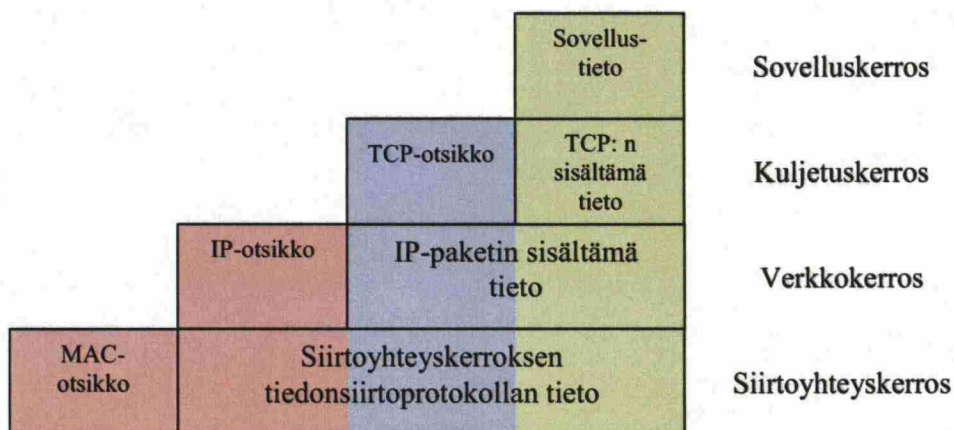 Sovellus-
tieto
Sovelluskerros
TCP-otsikko
TCP: n
sisältämä
tieto
Kuljetuskerros
IP-otsikko
IP-paketin sisältämä
tieto
Verkkokerros
MAC-
otsikko
Siirtoyhteyskerroksen
tiedonsiirtoprotokollan tieto
Siirtoyhteyskerros